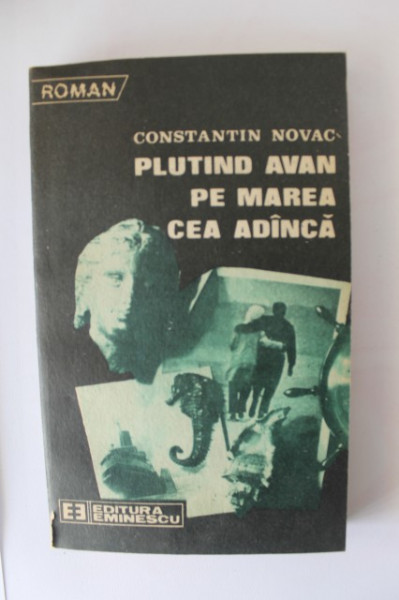 ROMAN
CONSTANTIN NOVAC
PLUTIND AVAN
PE MAREA
CEA ADÎNCĂ
EDITURA
EMINESCU